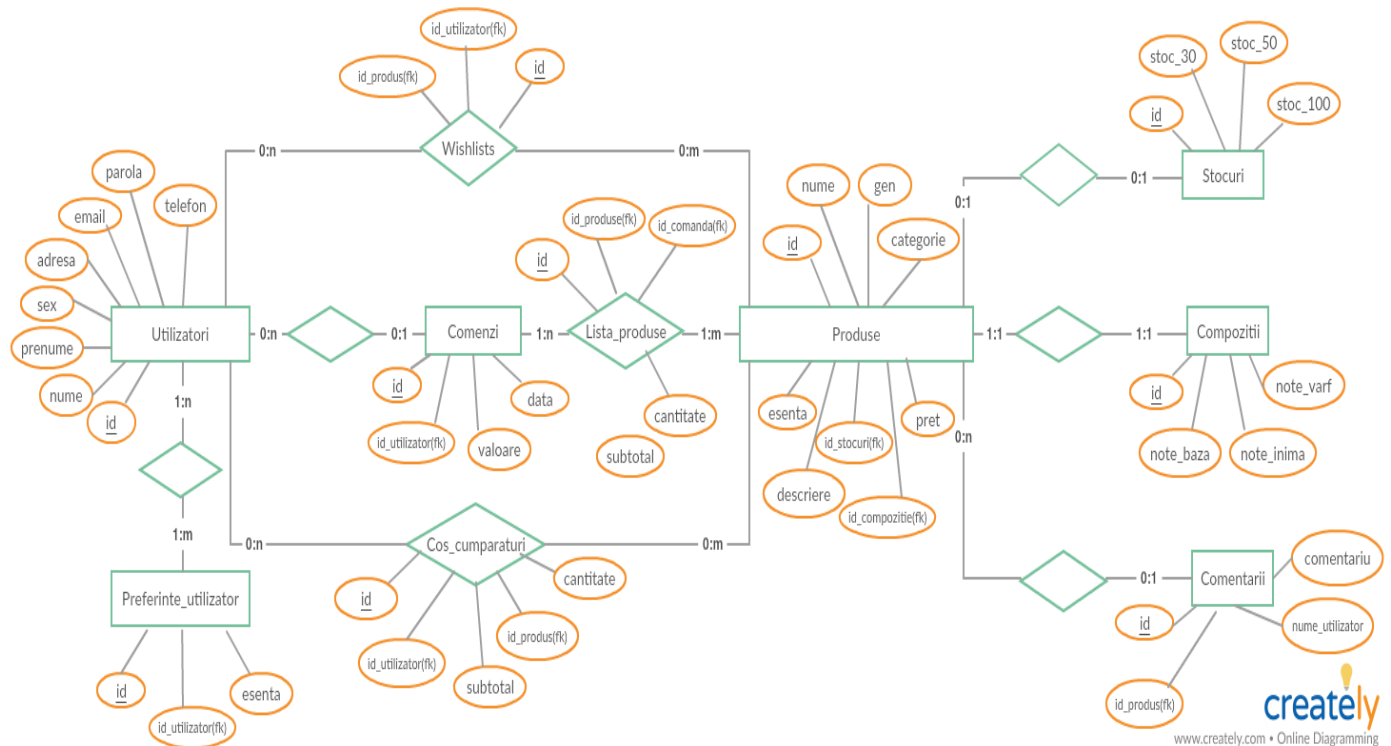 id_utilizator(fk)
id_produs(fk)
id
Wishlists
0:n
0:m
stoc_30
stoc_50
stoc_100
id
Stocuri
0:1
0:1
parola
email
telefon
adresa
sex
prenume
nume
id
Utilizatori
id_produse(fk)
id_comanda(fk)
id
nume
gen
id
categorie
0:n
0:1
Comenzi
1:n
Lista_produse
1:m
Produse
1:1
1:1
Compozitii
id
id_utilizator(fk)
valoare
data
cantitate
subtotal
esenta
descriere
id_stocuri(fk)
id_compozitie(fk)
pret
id
note_baza
note_inima
note_varf
1:n
1:m
Preferinte_utilizator
id
id_utilizator(fk)
esenta
0:n
Cos_cumparaturi
0:m
id
id_utilizator(fk)
subtotal
id_produs(fk)
cantitate
0:n
0:1
Comentarii
comentariu
id
nume_utilizator
id_produs(fk)
creately
www.creately.com • Online Diagramming